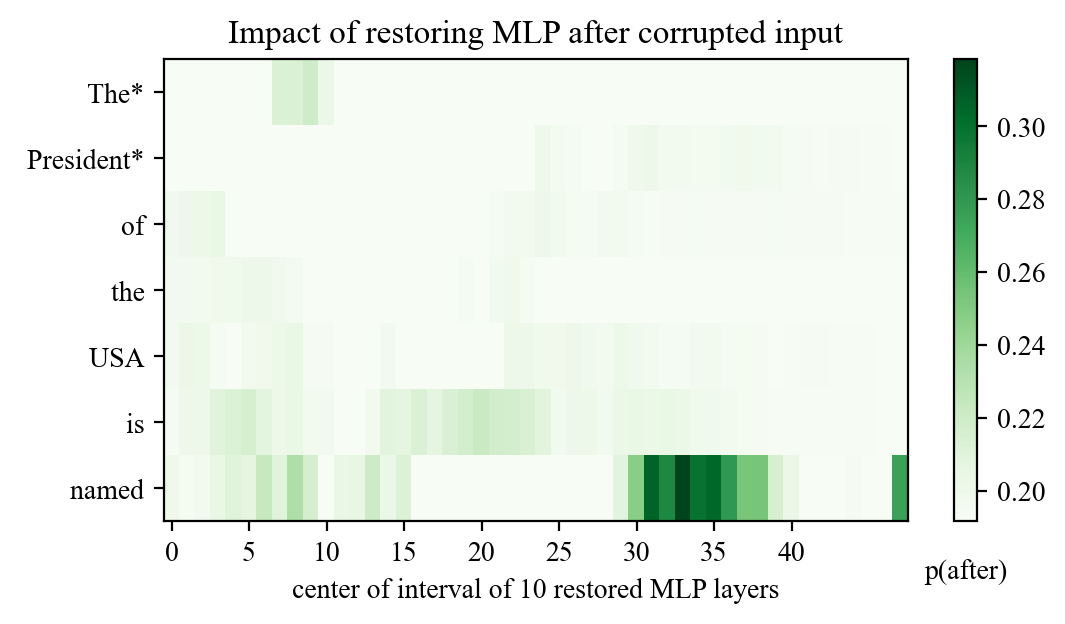 Impact of restoring MLP after corrupted input
The*
President*
of
the
USA
is
named
0 5 10 15 20 25 30 35 40
center of interval of 10 restored MLP layers
0.30
0.28
0.26
0.24
0.22
0.20
p(after)